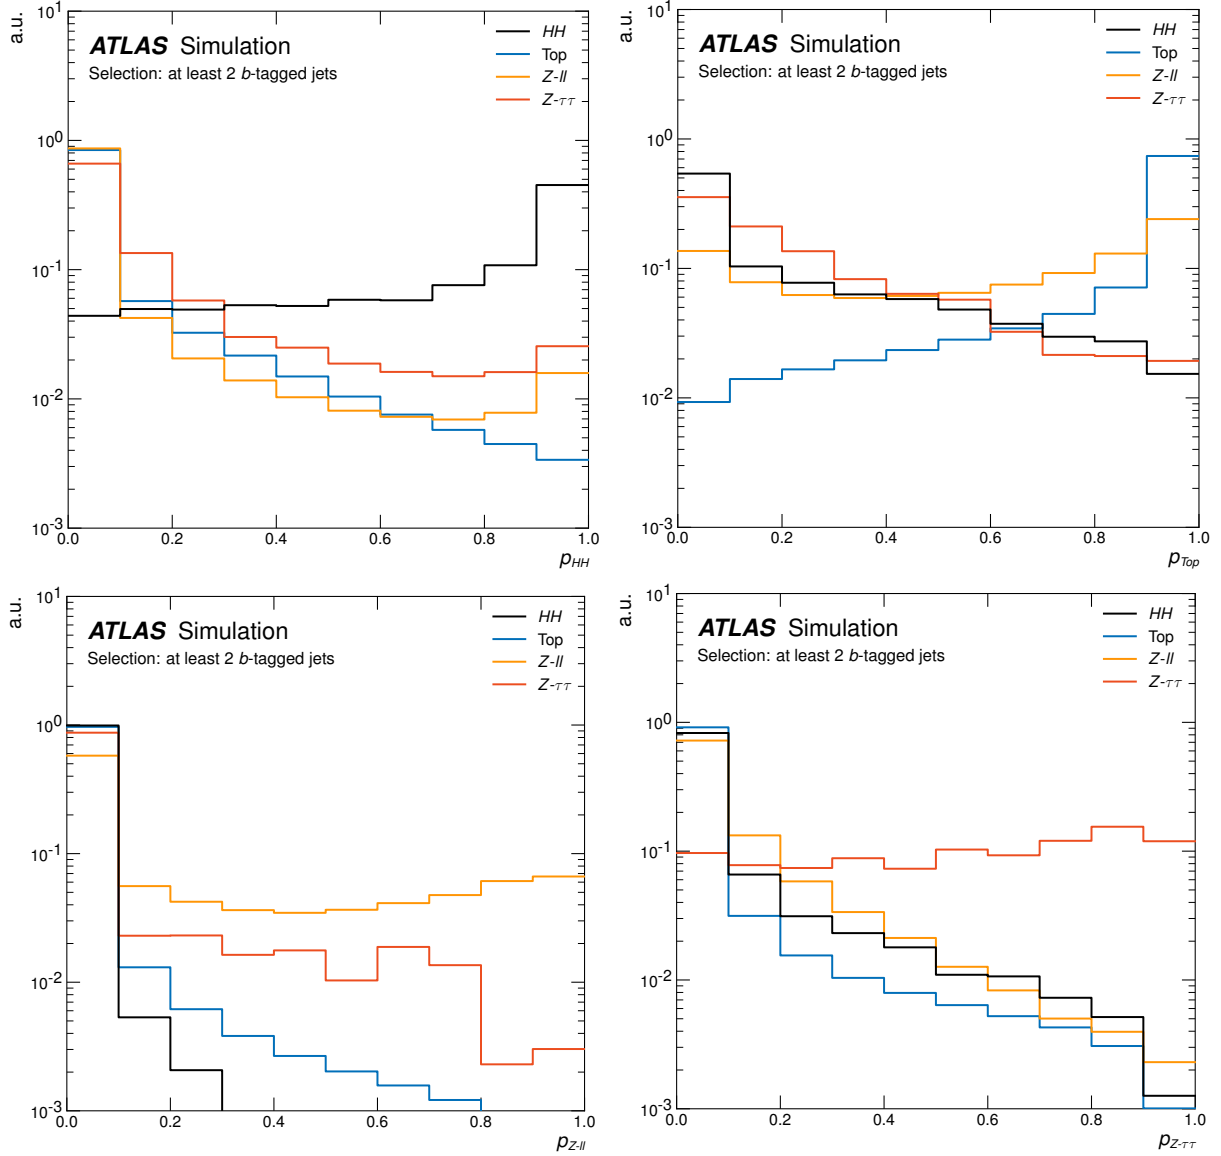 a.u.
10^1
ATLAS Simulation
Selection: at least 2 b-tagged jets
HH
Top
Z-ll
Z-ττ
10^0
10^-1
10^-2
10^-3
0.0 0.2 0.4 0.6 0.8 1.0
p_HH
a.u.
10^1
ATLAS Simulation
Selection: at least 2 b-tagged jets
HH
Top
Z-ll
Z-ττ
10^0
10^-1
10^-2
10^-3
0.0 0.2 0.4 0.6 0.8 1.0
p_Top
a.u.
10^1
ATLAS Simulation
Selection: at least 2 b-tagged jets
HH
Top
Z-ll
Z-ττ
10^0
10^-1
10^-2
10^-3
0.0 0.2 0.4 0.6 0.8 1.0
p_Z-ll
a.u.
10^1
ATLAS Simulation
Selection: at least 2 b-tagged jets
HH
Top
Z-ll
Z-ττ
10^0
10^-1
10^-2
10^-3
0.0 0.2 0.4 0.6 0.8 1.0
p_Z-ττ